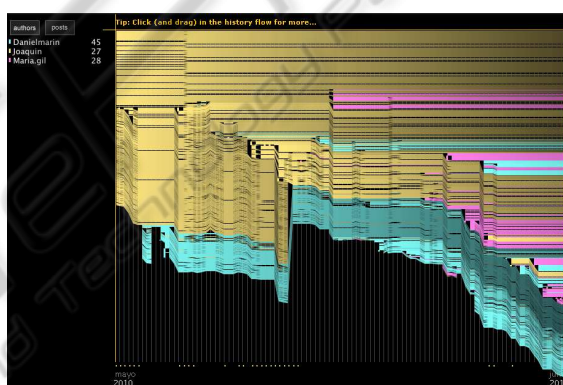 Tip: Click (and drag) in the history flow for more...
authors posts
Danielmarin 45
Joaquin 27
Maria.gil 28
mayo
2010